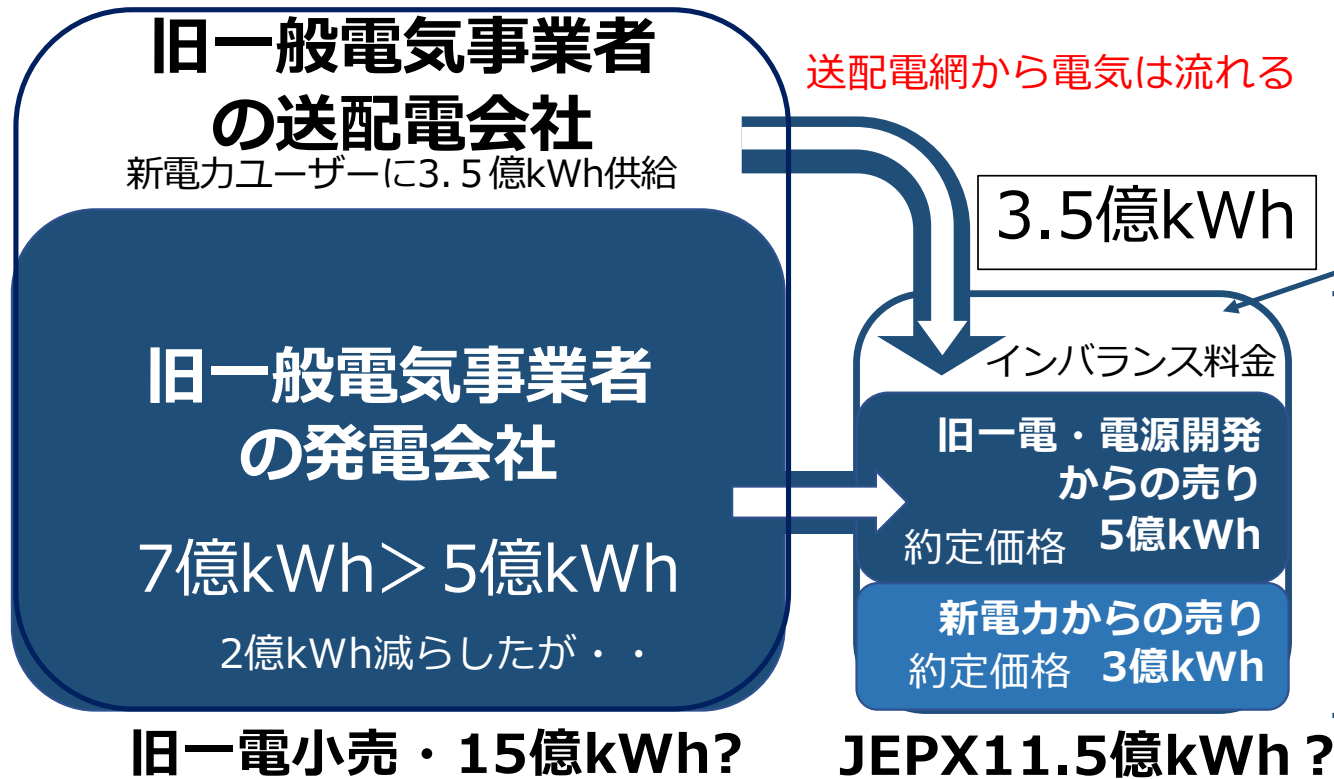 旧一般電気事業者
の送配電会社
新電力ユーザーに3.５億kWh供給
送配電網から電気は流れる
3.5億kWh
インバランス料金
旧一般電気事業者
の発電会社
7億kWh＞5億kWh
2億kWh減らしたが・・
旧一電・電源開発
からの売り
約定価格 5億kWh
新電力からの売り
約定価格 3億kWh
旧一電小売・15億kWh?
JEPX11.5億kWh？